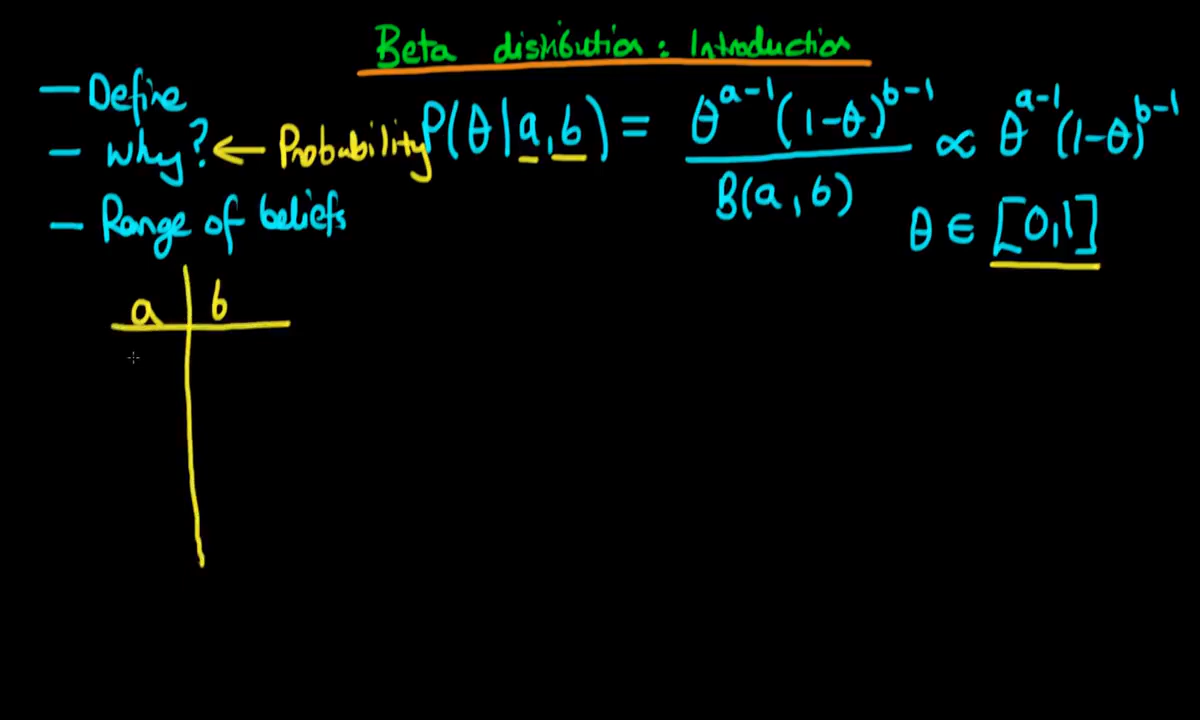 Beta distribution: Introduction
— Define
— Why? ← Probability
— Range of beliefs
P(θ|a,b) = θ^{a-1}(1-θ)^{b-1} / B(a,b) ∝ θ^{a-1}(1-θ)^{b-1}
θ ∈ [0,1]
a | b